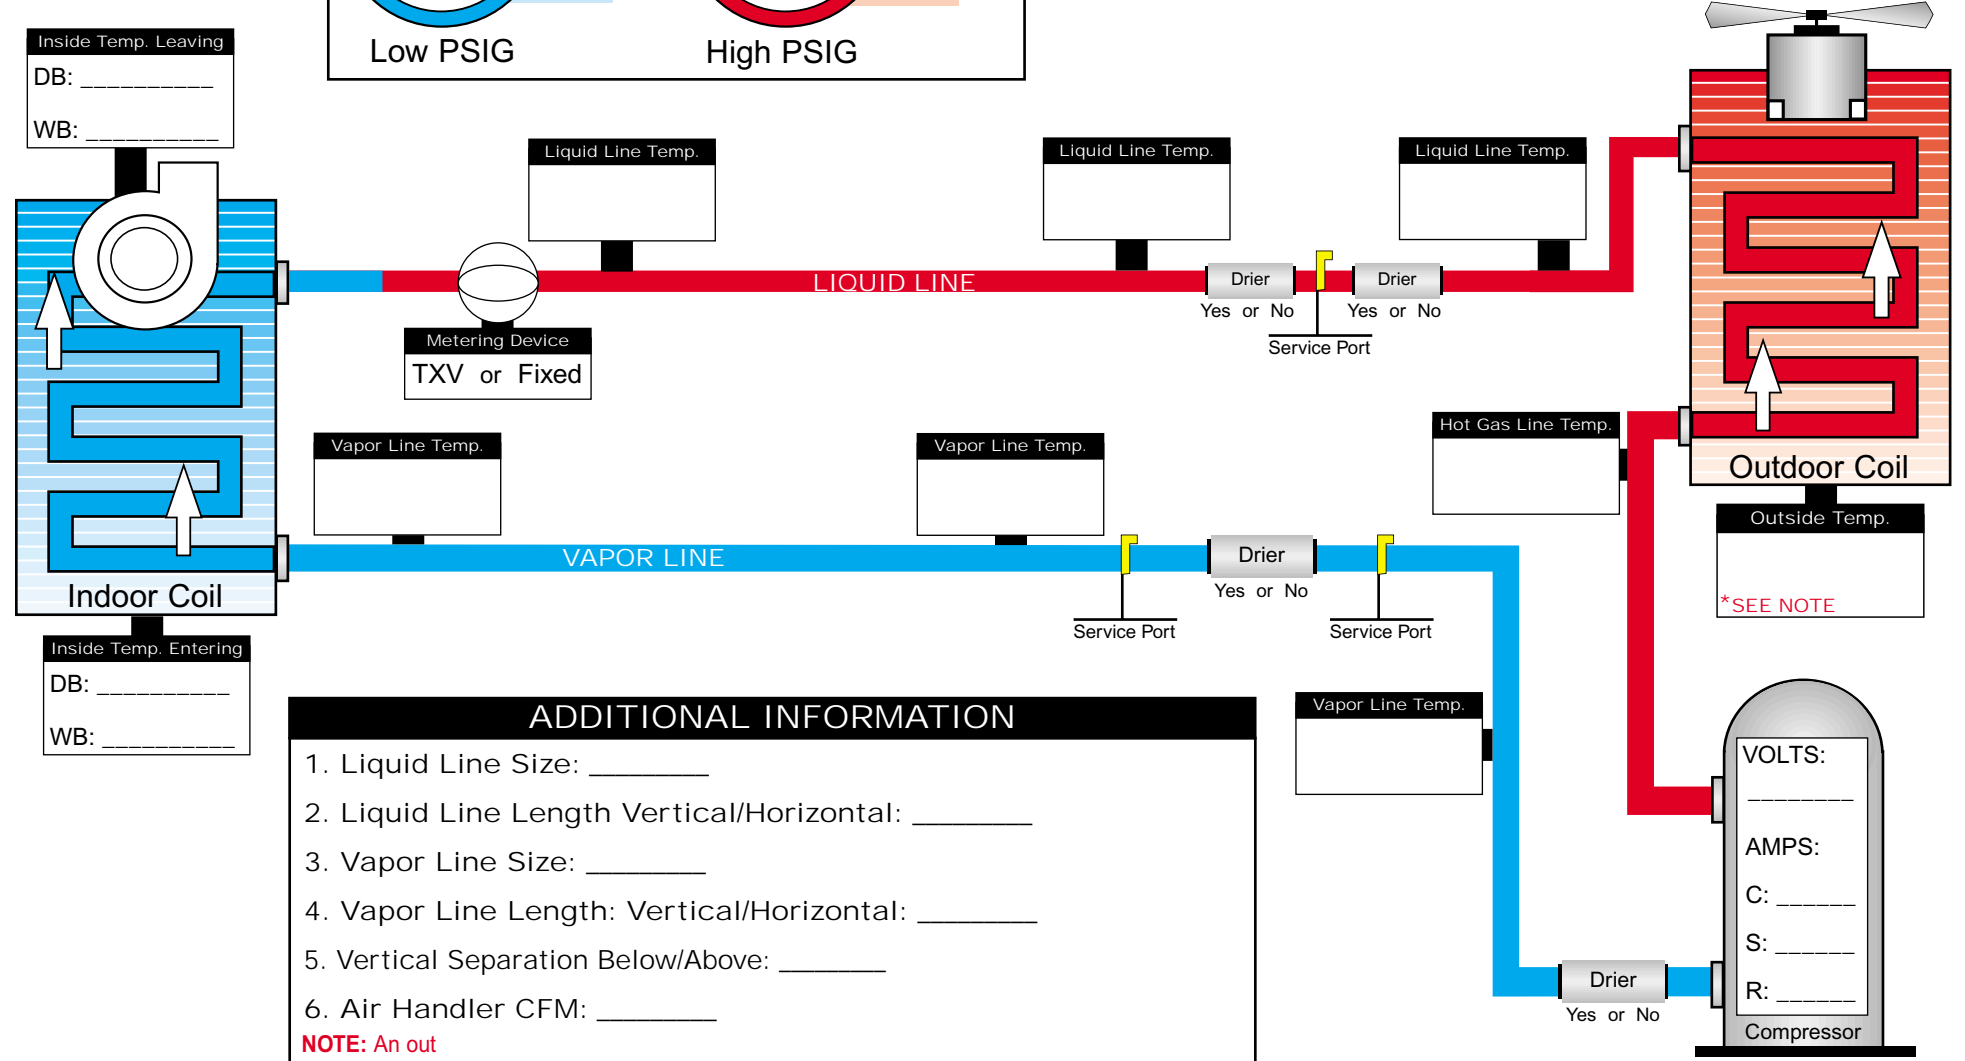 Low PSIG
High PSIG
Inside Temp. Leaving
DB: __________
WB: __________
Liquid Line Temp.
Liquid Line Temp.
Liquid Line Temp.
LIQUID LINE
Drier
Yes or No
Service Port
Drier
Yes or No
Metering Device
TXV or Fixed
Vapor Line Temp.
Vapor Line Temp.
Hot Gas Line Temp.
Outdoor Coil
Outside Temp.
*SEE NOTE
VAPOR LINE
Drier
Yes or No
Service Port
Service Port
Indoor Coil
Inside Temp. Entering
DB: __________
WB: __________
Vapor Line Temp.
ADDITIONAL INFORMATION
1. Liquid Line Size: _________
2. Liquid Line Length Vertical/Horizontal: _________
3. Vapor Line Size: _________
4. Vapor Line Length: Vertical/Horizontal: _________
5. Vertical Separation Below/Above: ________
6. Air Handler CFM: _________
NOTE: An out
VOLTS:
________
AMPS:
C: ______
S: ______
R: ______
Compressor
Drier
Yes or No